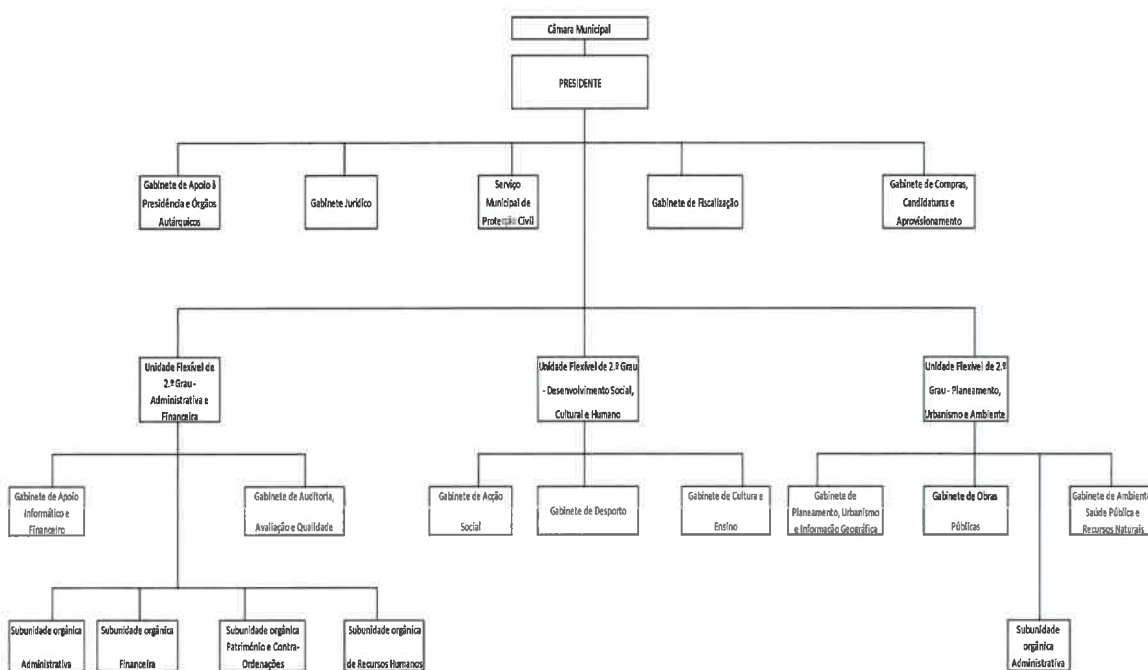 Câmara Municipal
PRESIDENTE
Gabinete de Apoio à
Presidência e Órgãos
Autárquicos
Gabinete Jurídico
Serviço
Municipal de
Protecção Civil
Gabinete de Fiscalização
Gabinete de Compras,
Candidaturas e
Aprovisionamento
Unidade Flexível de
2.º Grau -
Administrativa e
Financeira
Unidade Flexível de 2.º Grau
- Desenvolvimento Social,
Cultural e Humano
Unidade Flexível de 2.º
Grau - Planeamento,
Urbanismo e Ambiente
Gabinete de Apoio
Informático e
Financeiro
Gabinete de Auditoria,
Avaliação e Qualidade
Gabinete de Acção
Social
Gabinete de Desporto
Gabinete de Cultura e
Ensino
Gabinete de
Planeamento, Urbanismo
e Informação Geográfica
Gabinete de Obras
Públicas
Gabinete de Ambiente
Saúde Pública e
Recursos Naturais
Subunidade orgânica
Administrativa
Subunidade orgânica
Financeira
Subunidade orgânica
Património e Contra-
Ordenações
Subunidade orgânica
de Recursos Humanos
Subunidade
orgânica
Administrativa